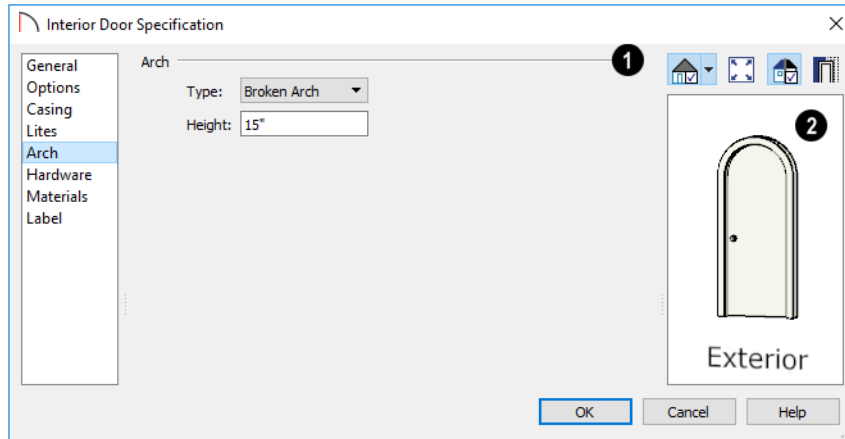 Interior Door Specification
General
Options
Casing
Lites
Arch
Hardware
Materials
Label
Arch
1
Type: Broken Arch
Height: 15"
2
Exterior
OK Cancel Help